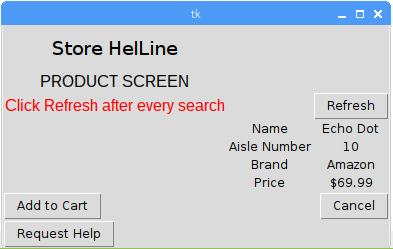 tk
Store HelLine
PRODUCT SCREEN
Click Refresh after every search
Refresh
Name Echo Dot
Aisle Number 10
Brand Amazon
Price $69.99
Add to Cart Cancel
Request Help